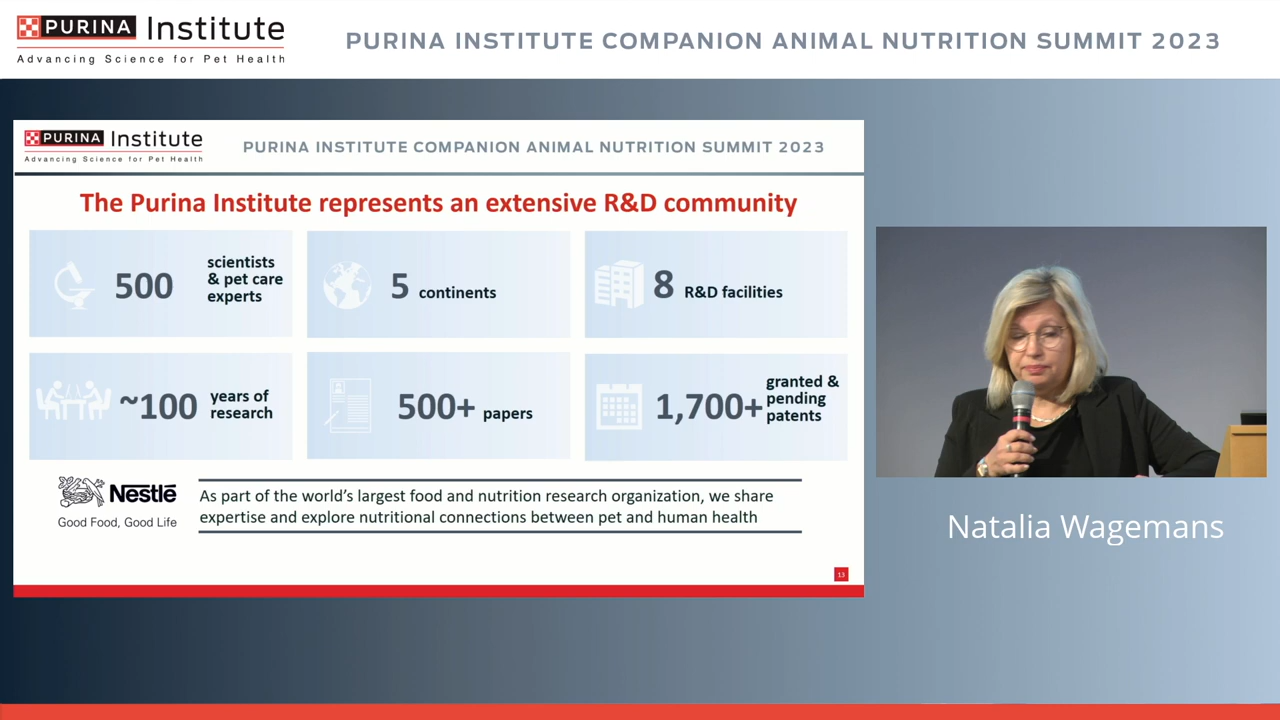 PURINA Institute
Advancing Science for Pet Health
PURINA INSTITUTE COMPANION ANIMAL NUTRITION SUMMIT 2023
PURINA Institute
Advancing Science for Pet Health
PURINA INSTITUTE COMPANION ANIMAL NUTRITION SUMMIT 2023
The Purina Institute represents an extensive R&D community
500
scientists
& pet care
experts
5 continents
8 R&D facilities
~100
years of
research
500+ papers
1,700+
granted &
pending
patents
Nestlé
Good Food, Good Life
As part of the world's largest food and nutrition research organization, we share
expertise and explore nutritional connections between pet and human health
13
Natalia Wagemans